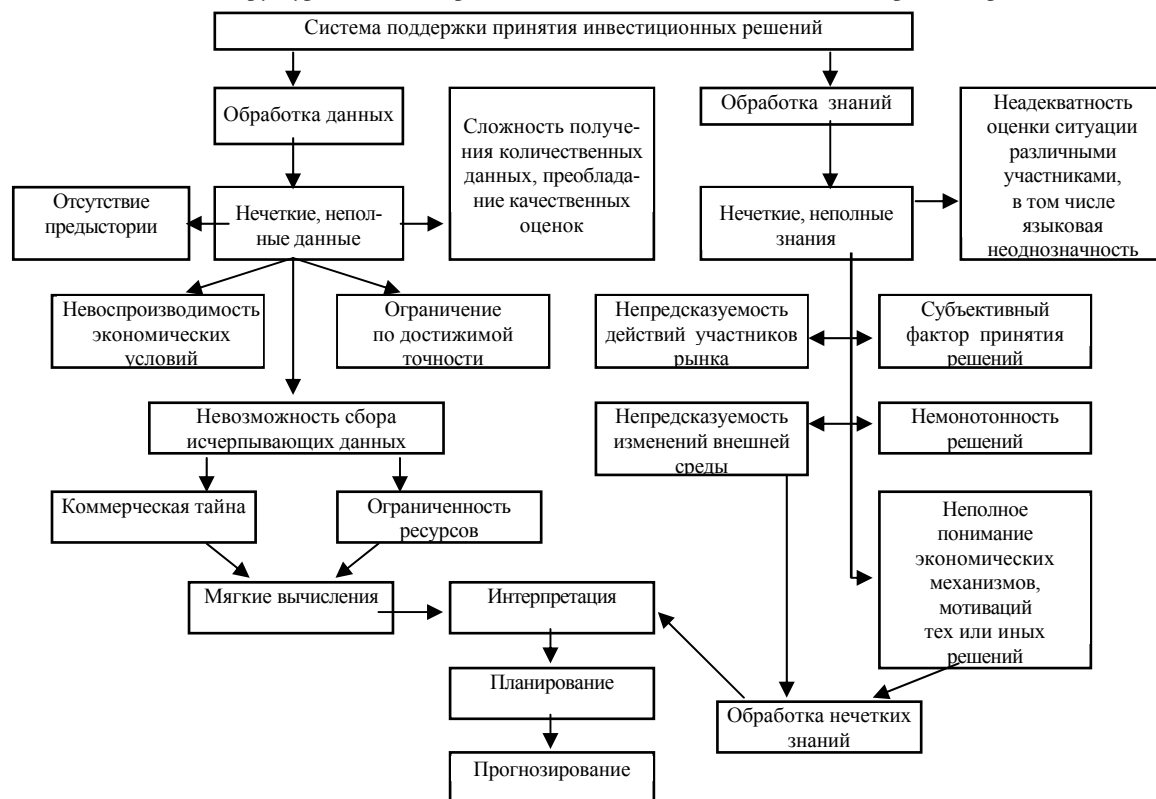 Система поддержки принятия инвестиционных решений
Обработка данных
Обработка знаний
Сложность получе-
ния количественных
данных, преоблада-
ние качественных
оценок
Неадекватность
оценки ситуации
различными
участниками,
в том числе
языковая
неоднозначность
Отсутствие
предыстории
Нечеткие, непол-
ные данные
Нечеткие, неполные
знания
Невоспроизводимость
экономических
условий
Ограничение
по достижимой
точности
Непредсказуемость
действий участников
рынка
Субъективный
фактор принятия
решений
Невозможность сбора
исчерпывающих данных
Непредсказуемость
изменений внешней
среды
Немонотонность
решений
Коммерческая тайна
Ограниченность
ресурсов
Неполное
понимание
экономических
механизмов,
мотиваций
тех или иных
решений
Мягкие вычисления
Интерпретация
Планирование
Обработка нечетких
знаний
Прогнозирование